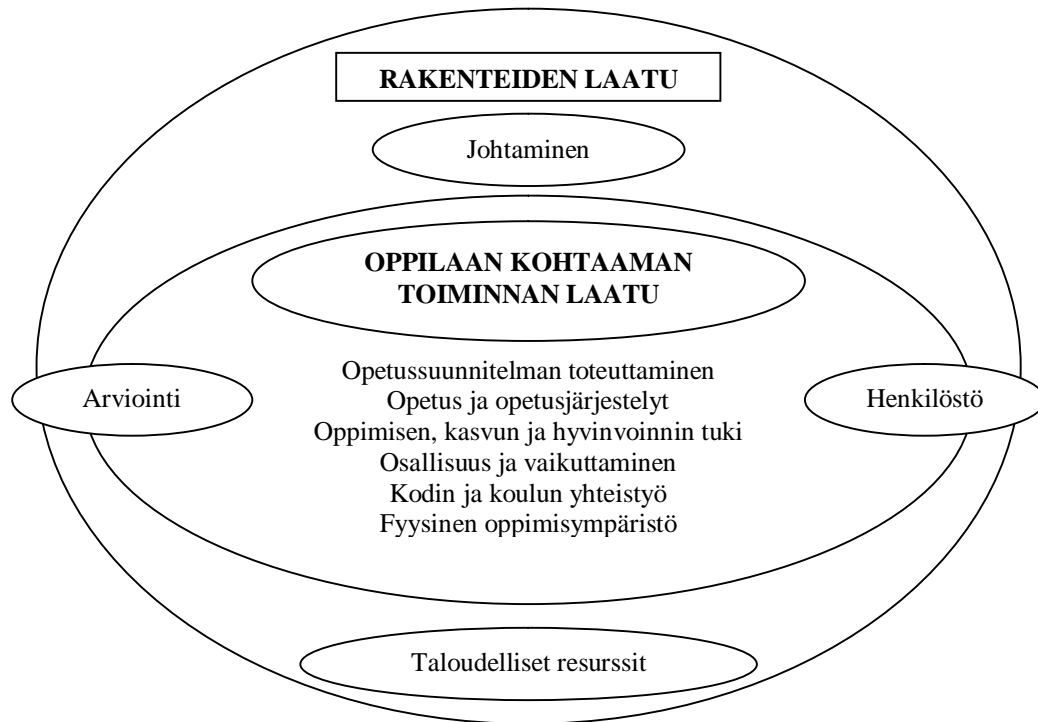 RAKENTEIDEN LAATU
Johtaminen
OPPILAAN KOHTAAMAN
TOIMINNAN LAATU
Arviointi
Opetussuunnitelman toteuttaminen
Opetus ja opetusjärjestelyt
Oppimisen, kasvun ja hyvinvoinnin tuki
Osallisuus ja vaikuttaminen
Kodin ja koulun yhteistyö
Fyysinen oppimisympäristö
Henkilöstö
Taloudelliset resurssit